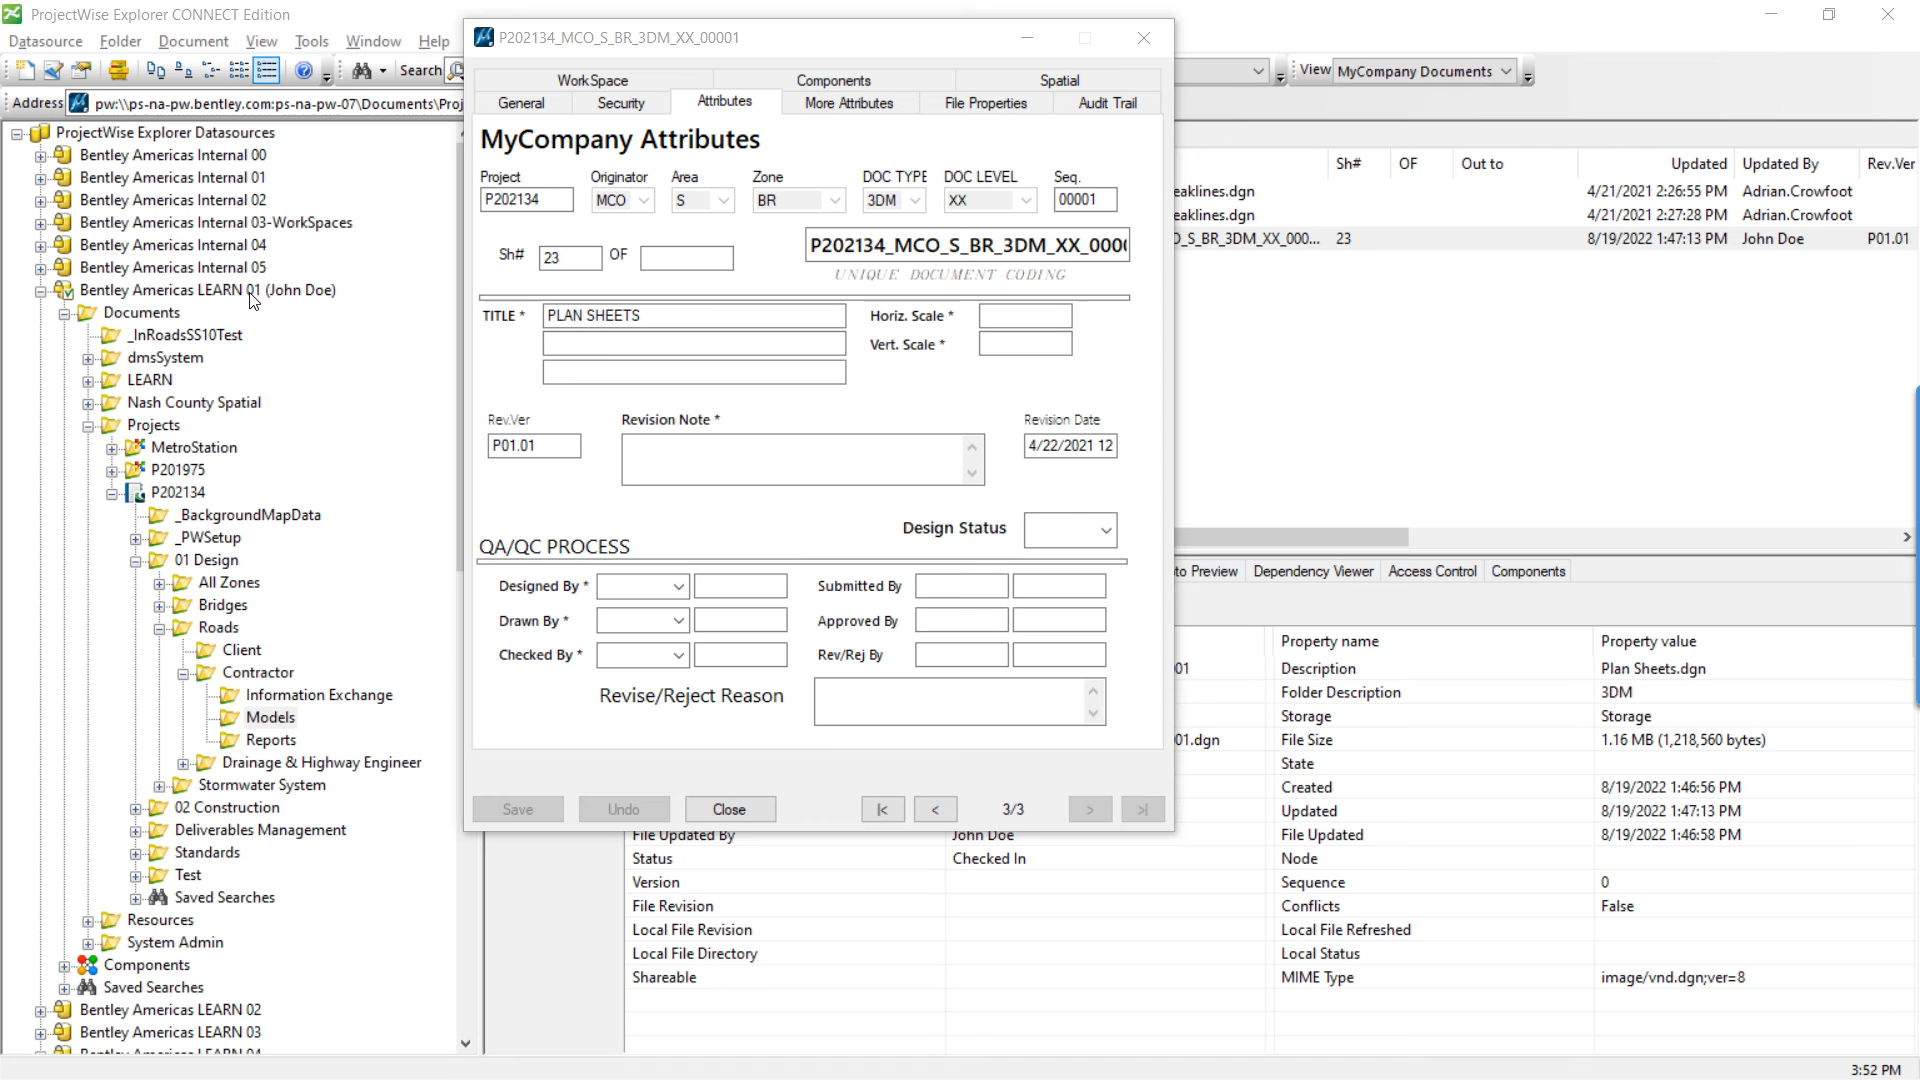 ProjectWise Explorer CONNECT Edition
Datasource Folder Document View Tools Window Help
Search
View MyCompany Documents
Address pw:\\ps-na-pw.bentley.com:ps-na-pw-07\Documents\Proj
ProjectWise Explorer Datasources
Bentley Americas Internal 00
Bentley Americas Internal 01
Bentley Americas Internal 02
Bentley Americas Internal 03-WorkSpaces
Bentley Americas Internal 04
Bentley Americas Internal 05
Bentley Americas LEARN 01 (John Doe)
Documents
_InRoadsSS10Test
dmsSystem
LEARN
Nash County Spatial
Projects
MetroStation
P201975
P202134
_BackgroundMapData
_PWSetup
01 Design
All Zones
Bridges
Roads
Client
Contractor
Information Exchange
Models
Reports
Drainage & Highway Engineer
Stormwater System
02 Construction
Deliverables Management
Standards
Test
Saved Searches
Resources
System Admin
Components
Saved Searches
Bentley Americas LEARN 02
Bentley Americas LEARN 03
Bentley Americas LEARN 04
P202134_MCO_S_BR_3DM_XX_00001
WorkSpace Components Spatial
General Security Attributes More Attributes File Properties Audit Trail
MyCompany Attributes
Project Originator Area Zone DOC TYPE DOC LEVEL Seq.
P202134 MCO S BR 3DM XX 00001
Sh# 23 OF
P202134_MCO_S_BR_3DM_XX_000
UNIQUE DOCUMENT CODING
TITLE * PLAN SHEETS Horiz. Scale *
Vert. Scale *
Rev.Ver Revision Note * Revision Date
P01.01 4/22/2021 12
Design Status
QA/QC PROCESS
Designed By * Submitted By
Drawn By * Approved By
Checked By * Rev/Rej By
Revise/Reject Reason
Save Undo Close |< < 3/3 > >|
Sh# OF Out to Updated Updated By Rev.Ver
eaklines.dgn 4/21/2021 2:26:55 PM Adrian.Crowfoot
eaklines.dgn 4/21/2021 2:27:28 PM Adrian.Crowfoot
_S_BR_3DM_XX_000... 23 8/19/2022 1:47:13 PM John Doe P01.01
to Preview Dependency Viewer Access Control Components
Property name Property value
01 Description Plan Sheets.dgn
Folder Description 3DM
Storage Storage
01.dgn File Size 1.16 MB (1,218,560 bytes)
State
Created 8/19/2022 1:46:56 PM
Updated 8/19/2022 1:47:13 PM
File Updated By John Doe File Updated 8/19/2022 1:46:58 PM
Status Checked In Node
Version Sequence 0
File Revision Conflicts False
Local File Revision Local File Refreshed
Local File Directory Local Status
Shareable MIME Type image/vnd.dgn;ver=8
3:52 PM